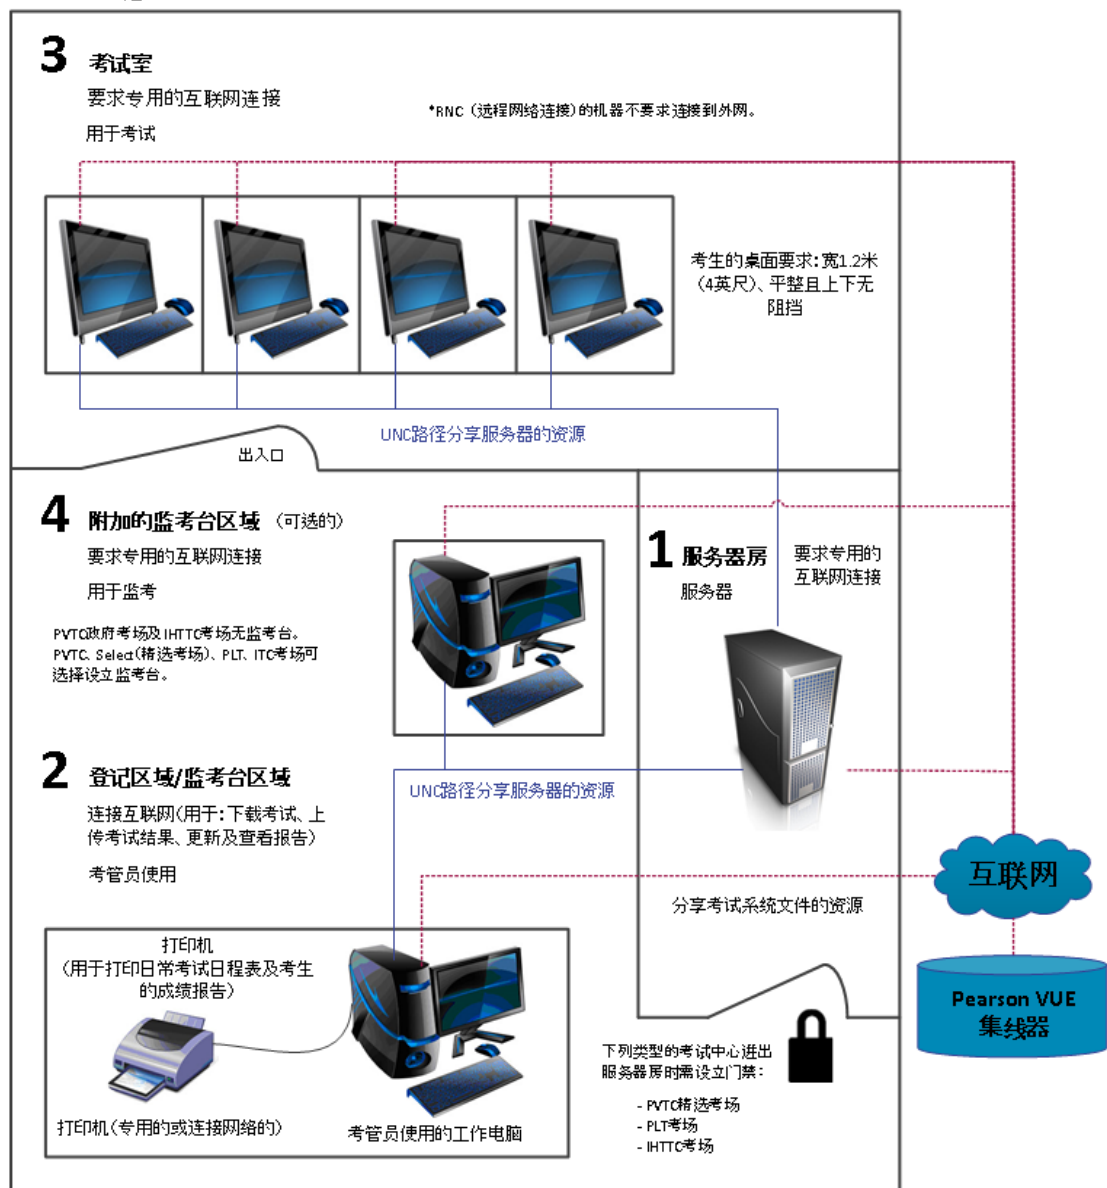 3 考试室
要求专用的互联网连接
用于考试
*RNC（远程网络连接）的机器不要求连接到外网。
考生的桌面要求：宽1.2米
（4英尺）、平整且上下无
阻挡
UNC路径分享服务器的资源
出入口
4 附加的监考台区域 （可选的）
要求专用的互联网连接
用于监考
PVTC政府考场及IHTTC考场无监考台。
PVTC、Select(精选考场)、PLT、ITC考场可
选择设立监考台。
1 服务器房
服务器
要求专用的
互联网连接
2 登记区域/监考台区域
连接互联网(用于：下载考试、上
传考试结果、更新及查看报告)
考管员使用
UNC路径分享服务器的资源
分享考试系统文件的资源
互联网
Pearson VUE
集线器
打印机
（用于打印日常考试日程表及考生
的成绩报告）
打印机(专用的或连接网络的)
考管员使用的工作电脑
下列类型的考试中心进出
服务器房时需设立门禁：
- PVTC精选考场
- PLT考场
- IHTTC考场